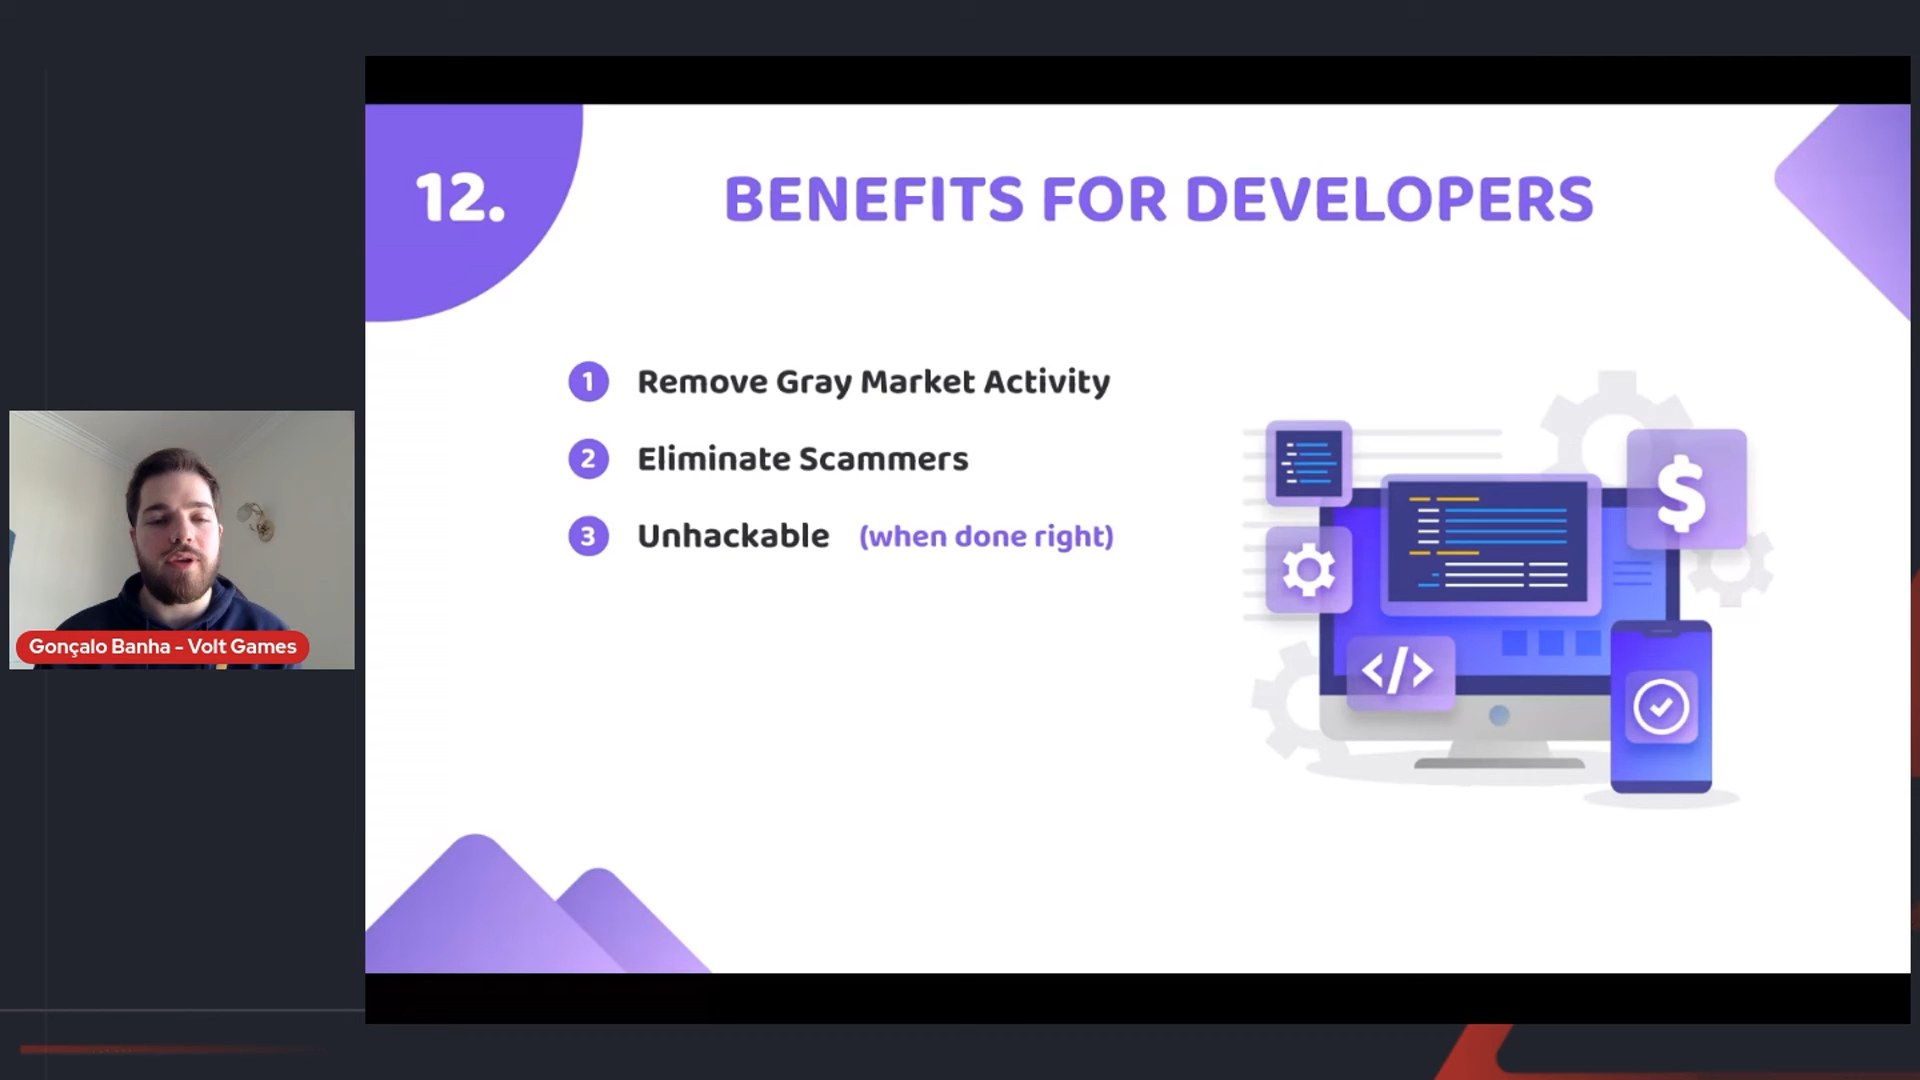 12.
BENEFITS FOR DEVELOPERS
1 Remove Gray Market Activity
2 Eliminate Scammers
3 Unhackable (when done right)
$
</>
Gonçalo Banha - Volt Games